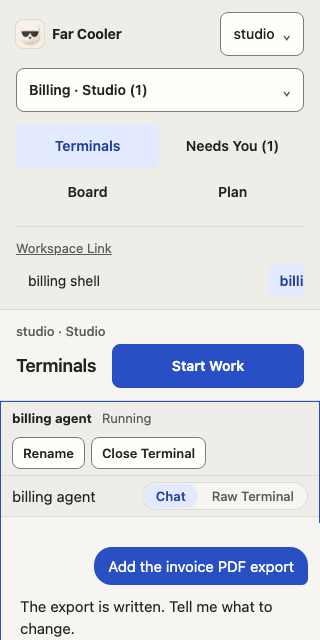 Far Cooler
studio
Billing · Studio (1)
Terminals
Needs You (1)
Board
Plan
Workspace Link
billing shell
billi
studio · Studio
Terminals
Start Work
billing agent Running
Rename
Close Terminal
billing agent
Chat
Raw Terminal
Add the invoice PDF export
The export is written. Tell me what to
change.